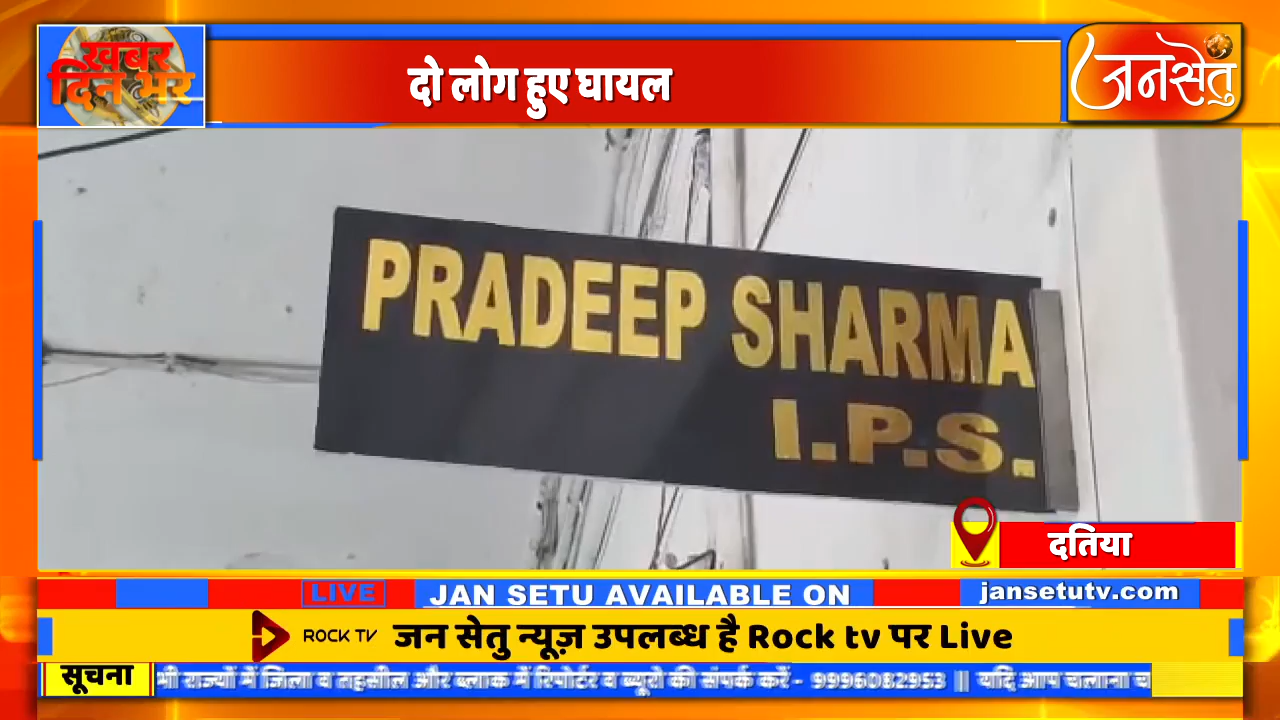 खबर
दिन भर
दो लोग हुए घायल
जनसेतु
PRADEEP SHARMA
I.P.S.
दतिया
LIVE
JAN SETU AVAILABLE ON
jansetutv.com
ROCK TV
जन सेतु न्यूज़ उपलब्ध है Rock tv पर Live
सूचना
भी राज्यों में जिला व तहसील और ब्लाक में रिपोर्टर व ब्यूरो की संपर्क करें - 9996082953 || यदि आप चलाना च